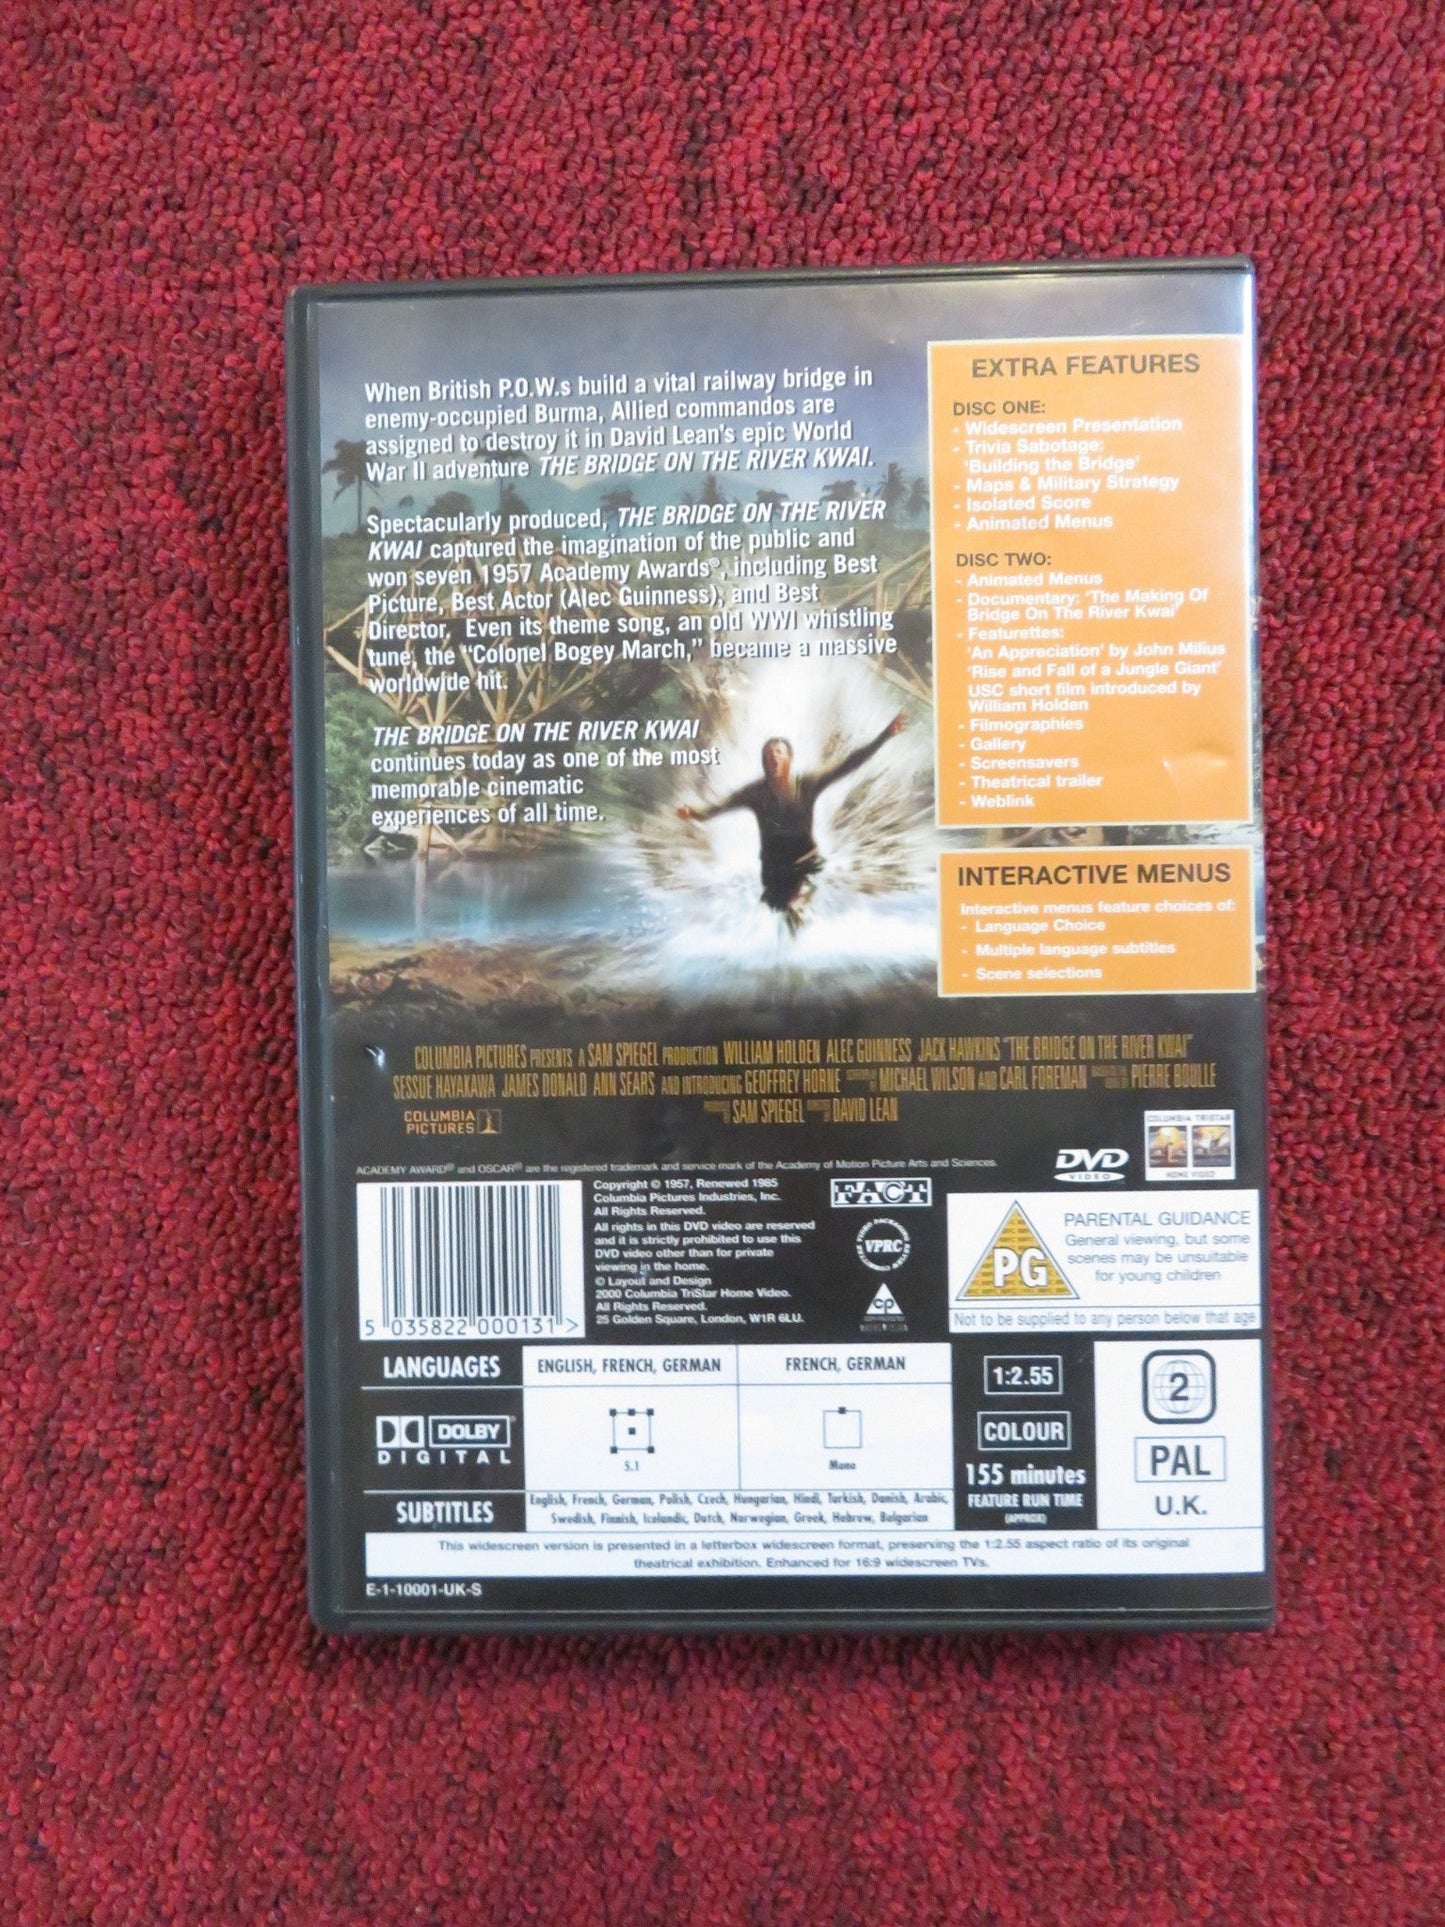 When British P.O.W.s build a vital railway bridge in
enemy-occupied Burma, Allied commandos are
assigned to destroy it in David Lean's epic World
War II adventure THE BRIDGE ON THE RIVER KWAI.
Spectacularly produced, THE BRIDGE ON THE RIVER
KWAI captured the imagination of the public and
won seven 1957 Academy Awards®, including Best
Picture, Best Actor (Alec Guinness), and Best
Director. Even its theme song, an old WWI whistling
tune, the "Colonel Bogey March," became a massive
worldwide hit.
THE BRIDGE ON THE RIVER KWAI
continues today as one of the most
memorable cinematic
experiences of all time.
EXTRA FEATURES
DISC ONE:
- Widescreen Presentation
- Trivia Sabotage:
'Building the Bridge'
- Maps & Military Strategy
- Isolated Score
- Animated Menus
DISC TWO:
- Animated Menus
- Documentary: 'The Making Of
Bridge On The River Kwai'
- Featurettes:
'An Appreciation' by John Milius
'Rise and Fall of a Jungle Giant'
USC short film introduced by
William Holden
- Filmographies
- Gallery
- Screensavers
- Theatrical trailer
- Weblink
INTERACTIVE MENUS
Interactive menus feature choices of:
- Language Choice
- Multiple language subtitles
- Scene selections
COLUMBIA PICTURES PRESENTS A SAM SPIEGEL PRODUCTION WILLIAM HOLDEN ALEC GUINNESS JACK HAWKINS "THE BRIDGE ON THE RIVER KWAI"
SESSUE HAYAKAWA JAMES DONALD ANN SEARS AND INTRODUCING GEOFFREY HORNE SCREENPLAY BY MICHAEL WILSON AND CARL FOREMAN BASED ON THE NOVEL BY PIERRE BOULLE
PRODUCED BY SAM SPIEGEL DIRECTED BY DAVID LEAN
COLUMBIA
PICTURES
COLUMBIA TRISTAR
HOME VIDEO
DVD
VIDEO
ACADEMY AWARD® and OSCAR® are the registered trademark and service mark of the Academy of Motion Picture Arts and Sciences.
Copyright © 1957, Renewed 1985
Columbia Pictures Industries, Inc.
All Rights Reserved.
All rights in this DVD video are reserved
and it is strictly prohibited to use this
DVD video other than for private
viewing in the home.
© Layout and Design
2000 Columbia TriStar Home Video.
All Rights Reserved.
25 Golden Square, London, W1R 6LU.
5 035822 000131 >
FACT
VPRC
cp
PG
PARENTAL GUIDANCE
General viewing, but some
scenes may be unsuitable
for young children
Not to be supplied to any person below that age
LANGUAGES
ENGLISH, FRENCH, GERMAN
FRENCH, GERMAN
DOLBY
DIGITAL
5.1
Mono
SUBTITLES
English, French, German, Polish, Czech, Hungarian, Hindi, Turkish, Danish, Arabic,
Swedish, Finnish, Icelandic, Dutch, Norwegian, Greek, Hebrew, Bulgarian
1:2.55
COLOUR
155 minutes
FEATURE RUN TIME
(APPROX)
2
PAL
U.K.
This widescreen version is presented in a letterbox widescreen format, preserving the 1:2.55 aspect ratio of its original
theatrical exhibition. Enhanced for 16:9 widescreen TVs.
E-1-10001-UK-S